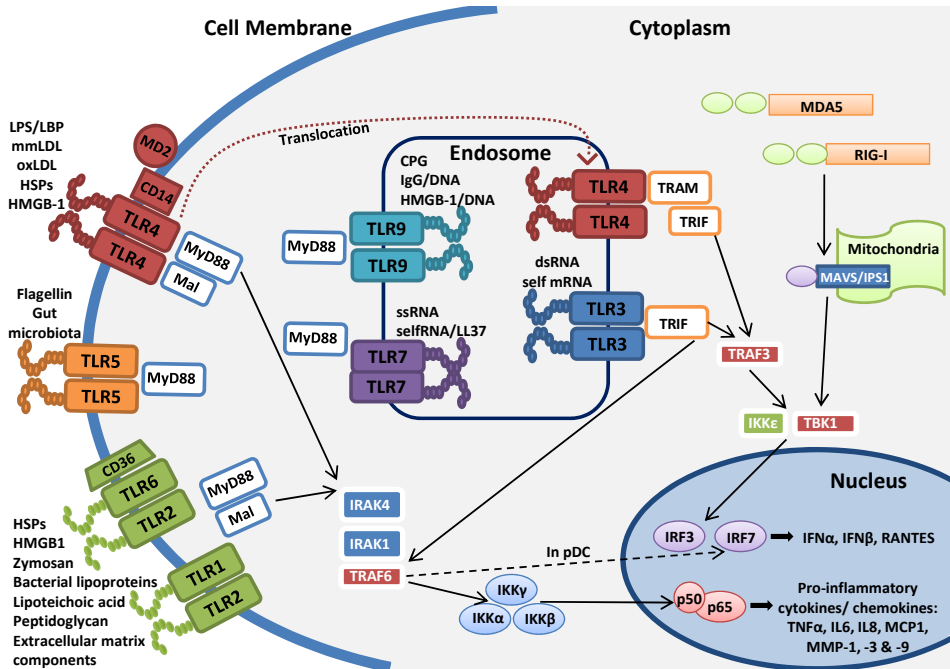 Cell Membrane
Cytoplasm
LPS/LBP
mmLDL
oxLDL
HSPs
HMGB-1
MD2
CD14
TLR4
TLR4
MyD88
Mal
Translocation
Endosome
CPG
IgG/DNA
HMGB-1/DNA
MyD88
TLR9
TLR9
ssRNA
selfRNA/LL37
MyD88
TLR7
TLR7
TLR4
TLR4
TRAM
TRIF
dsRNA
self mRNA
TLR3
TLR3
TRIF
MDA5
RIG-I
Mitochondria
MAVS/IPS1
TRAF3
IKKε
TBK1
Flagellin
Gut
microbiota
TLR5
TLR5
MyD88
CD36
TLR6
TLR2
MyD88
Mal
HSPs
HMGB1
Zymosan
Bacterial lipoproteins
Lipoteichoic acid
Peptidoglycan
Extracellular matrix
components
TLR1
TLR2
IRAK4
IRAK1
TRAF6
In pDC
IKKγ
IKKα
IKKβ
Nucleus
IRF3
IRF7
IFNα, IFNβ, RANTES
p50
p65
Pro-inflammatory
cytokines/ chemokines:
TNFα, IL6, IL8, MCP1,
MMP-1, -3 & -9